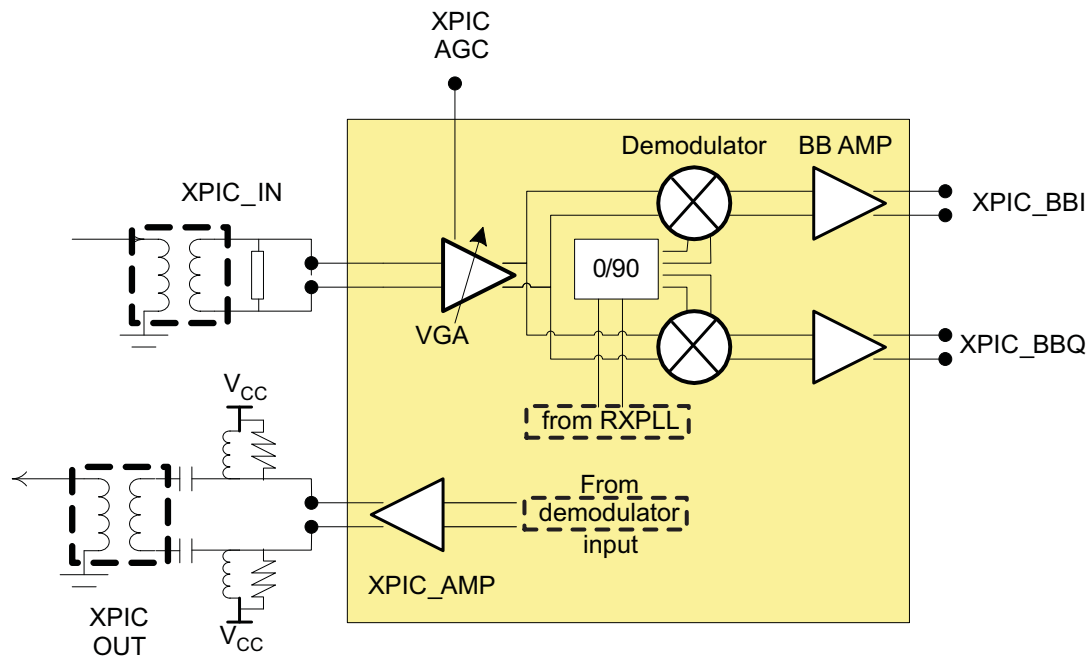 XPIC
AGC
Demodulator
BB AMP
XPIC_IN
XPIC_BBI
0/90
VGA
XPIC_BBQ
VCC
from RXPLL
From
demodulator
input
XPIC_AMP
XPIC
OUT
VCC